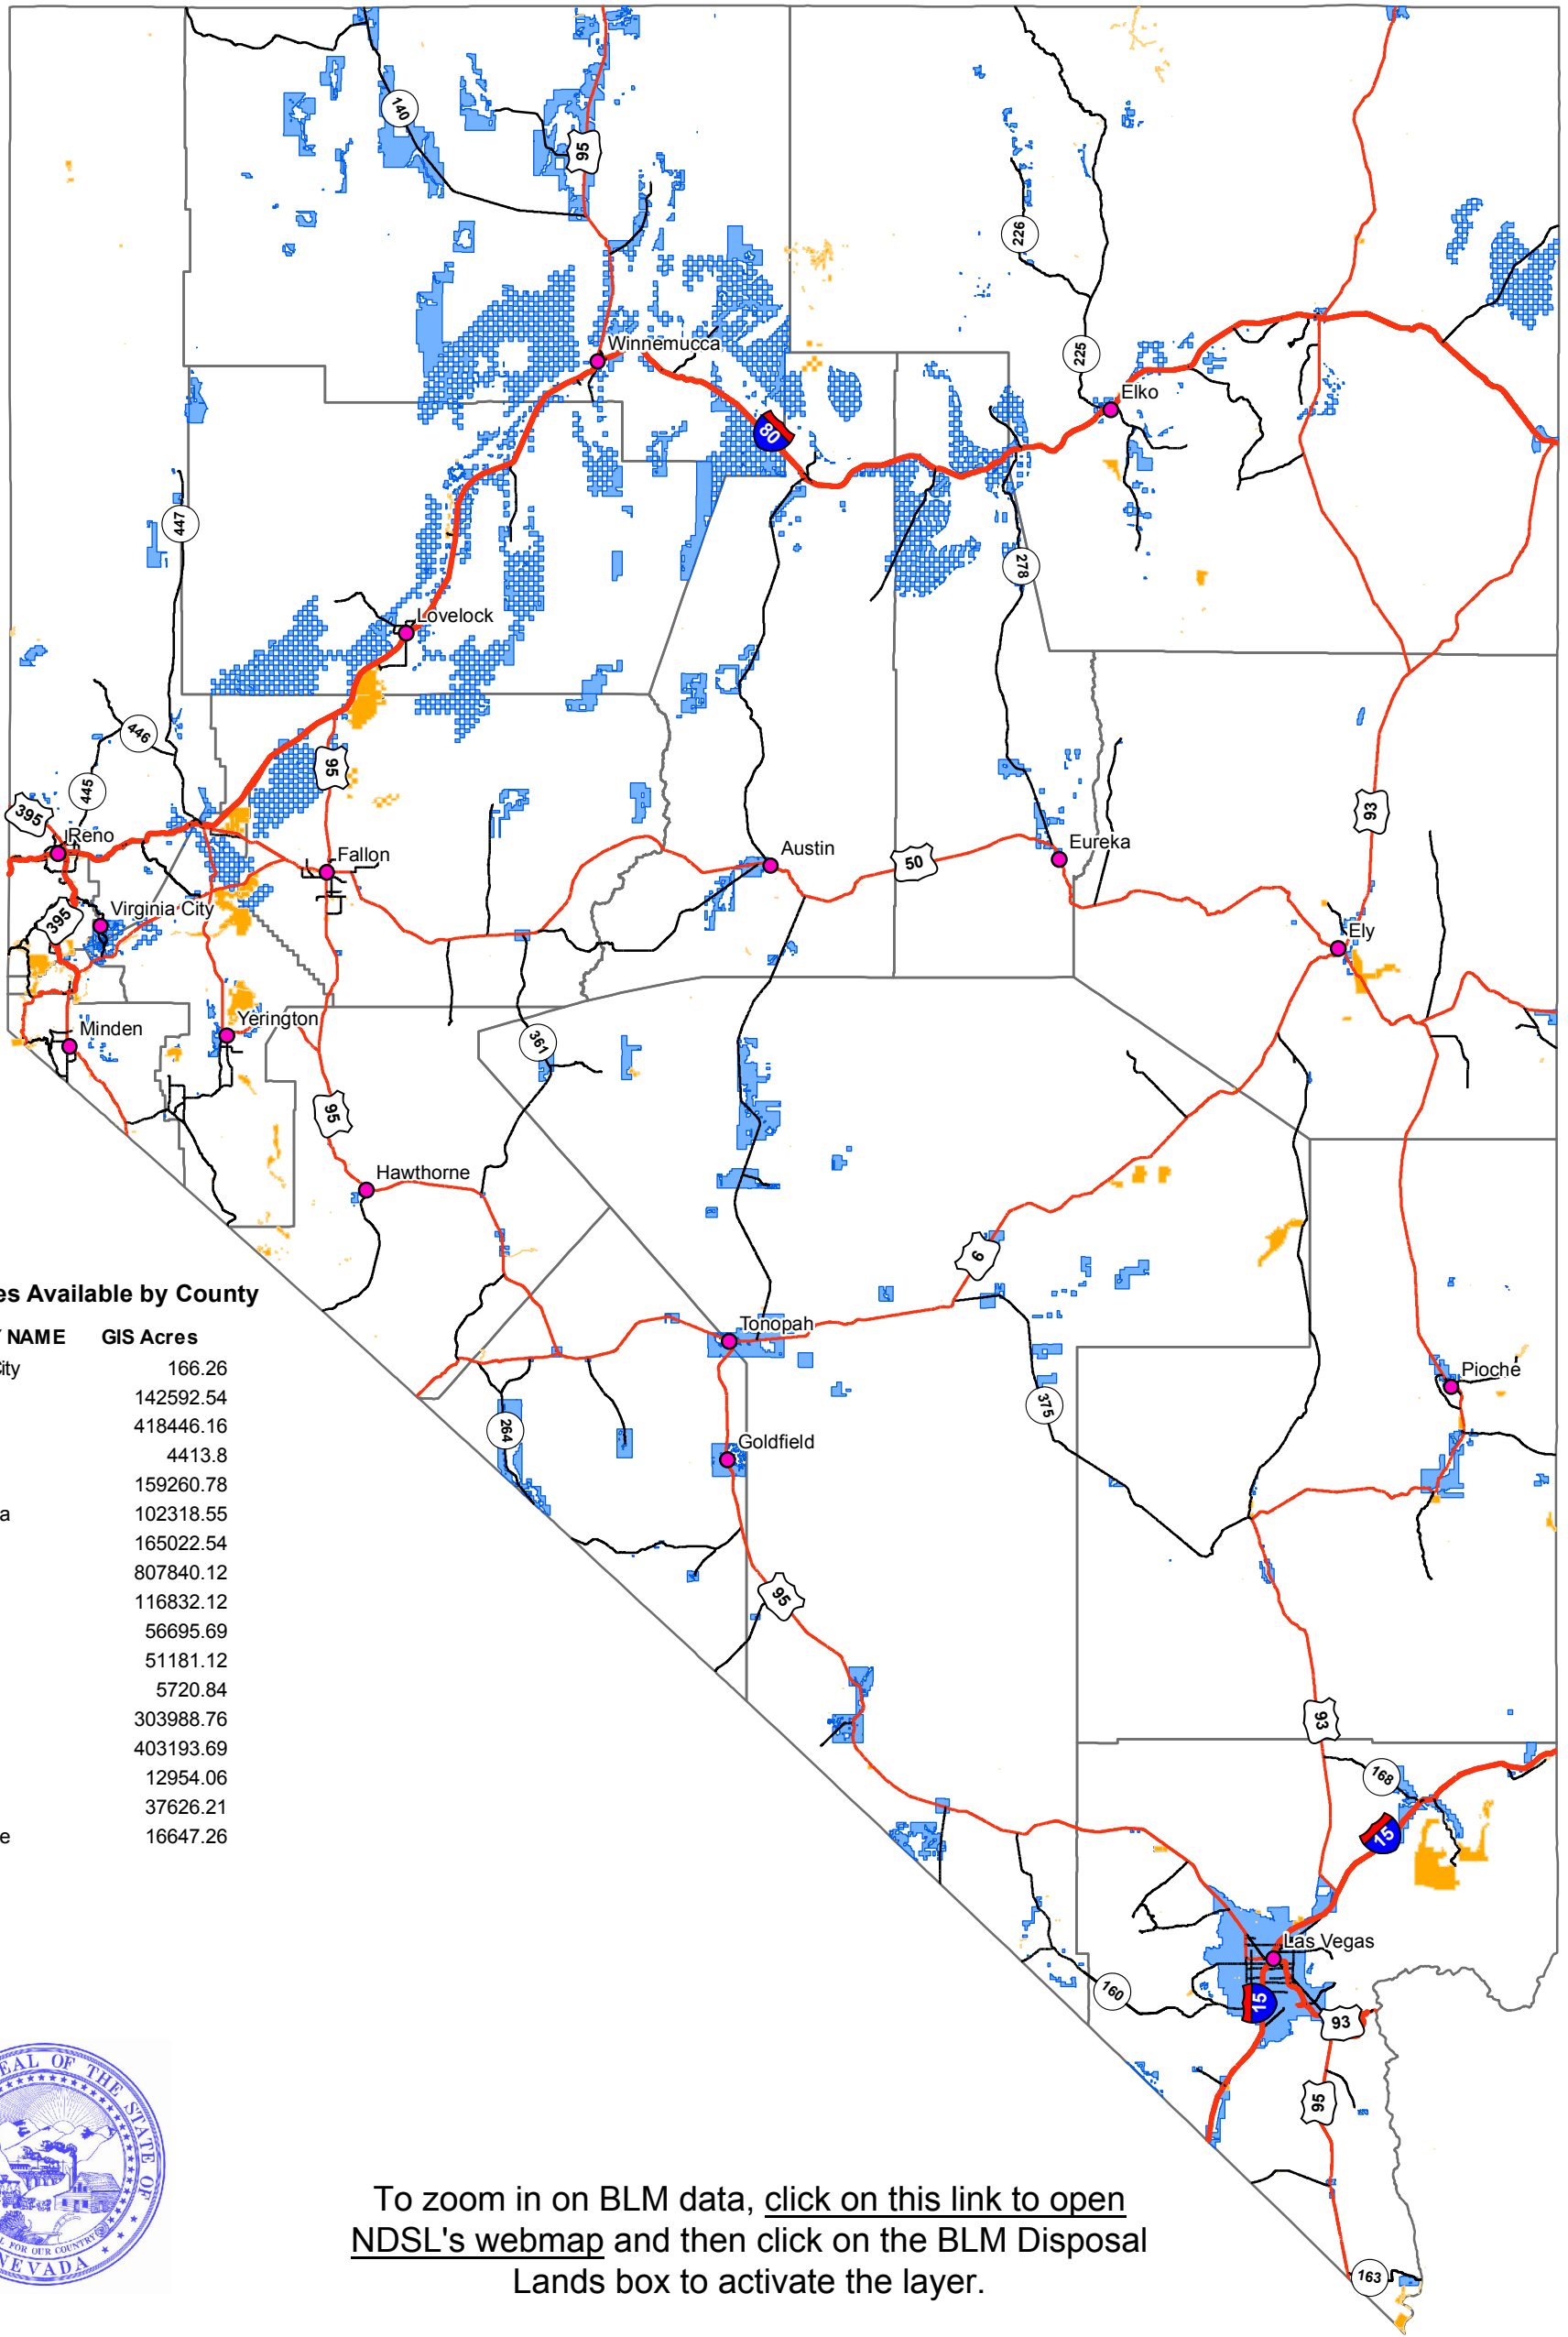 140
95
226
225
Winnemucca
Elko
80
447
278
Lovelock
446
445
395
95
93
Reno
Fallon
Austin
50
Eureka
Virginia City
395
Ely
Minden
Yerington
361
95
Hawthorne
6
es Available by County
NAME GIS Acres
ity 166.26
142592.54
418446.16
4413.8
159260.78
a 102318.55
165022.54
807840.12
116832.12
56695.69
51181.12
5720.84
303988.76
403193.69
12954.06
37626.21
e 16647.26
Tonopah
Pioche
375
264
Goldfield
95
93
168
15
Las Vegas
160
15
93
95
163
EAL OF THE STATE OF
NEVADA
L FOR OUR COUNTRY
To zoom in on BLM data, click on this link to open
NDSL's webmap and then click on the BLM Disposal
Lands box to activate the layer.